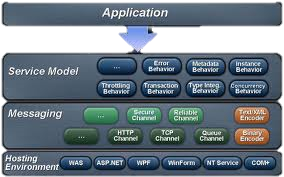 Application
Service Model
... Error Behavior Metadata Behavior Instance Behavior
Throttling Behavior Transaction Behavior Type Integ. Behavior Concurrency Behavior
Messaging
... Secure Channel Reliable Channel Text/XML Encoder
... HTTP Channel TCP Channel Queue Channel Binary Encoder
Hosting Environment
WAS ASP.NET WPF WinForm NT Service COM+